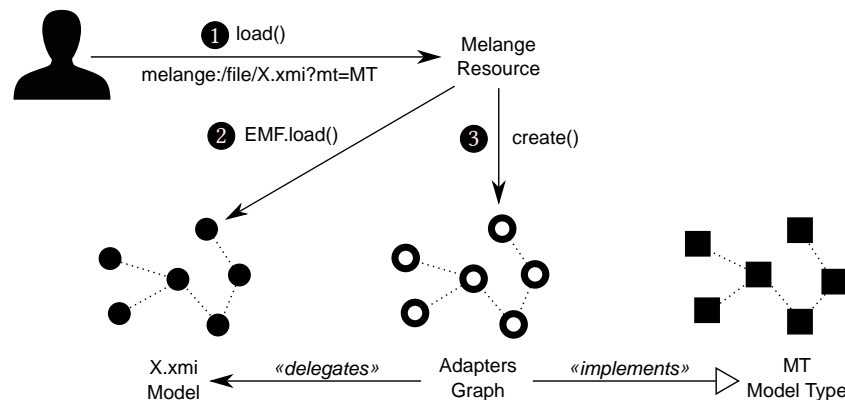 1 load()
melange:/file/X.xmi?mt=MT
Melange
Resource
2 EMF.load()
3 create()
X.xmi
Model
«delegates»
Adapters
Graph
«implements»
MT
Model Type